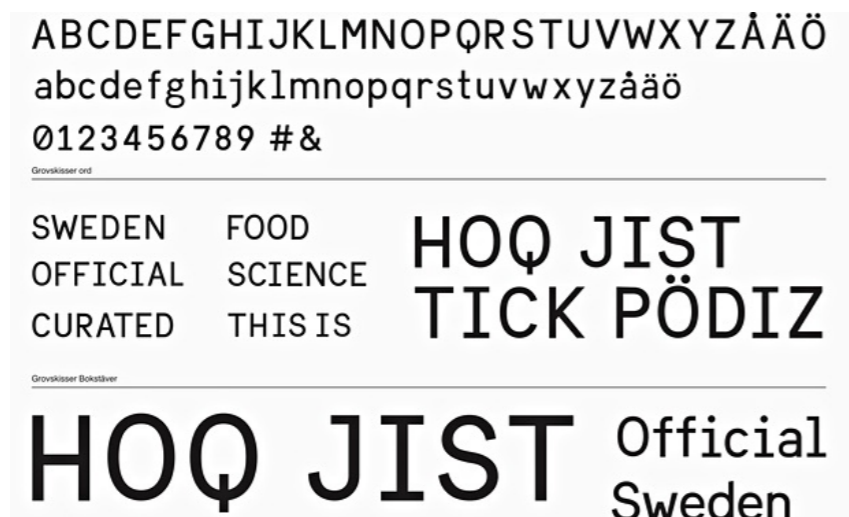 ABCDEFGHIJKLMNOPQRSTUVWXYZÅÄÖ
abcdefghijklmnopqrstuvwxyzåäö
0123456789 #&
Grovskisser ord
SWEDEN FOOD
OFFICIAL SCIENCE
CURATED THIS IS
HOQ JIST
TICK PÖDIZ
Grovskisser Bokstäver
HOQ JIST
Official
Sweden